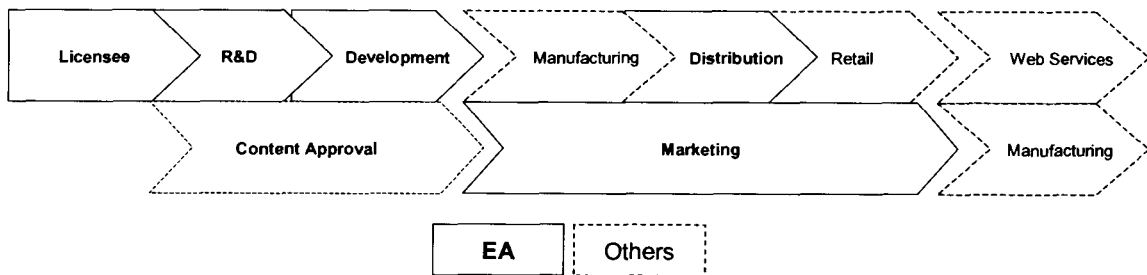 Licensee R&D Development Manufacturing Distribution Retail Web Services
Content Approval Marketing Manufacturing
EA Others